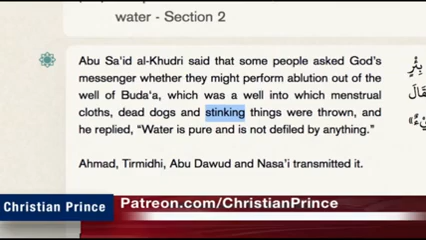 water - Section 2
Abu Sa'id al-Khudri said that some people asked God's
messenger whether they might perform ablution out of the
well of Buda‘a, which was a well into which menstrual
cloths, dead dogs and stinking things were thrown, and
he replied, “Water is pure and is not defiled by anything.”
Ahmad, Tirmidhi, Abu Dawud and Nasa’i transmitted it.
بِئْرِ
Christian Prince
Patreon.com/ChristianPrince